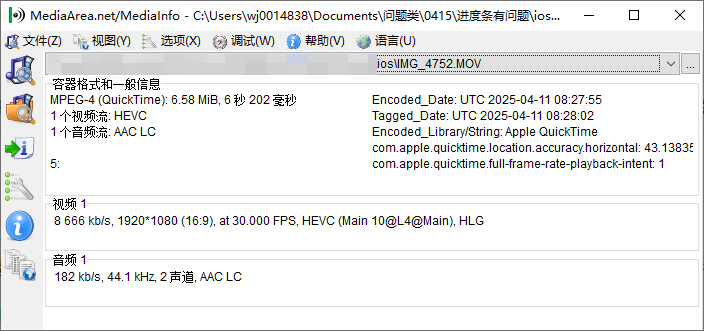 MediaArea.net/MediaInfo - C:\Users\wj0014838\Documents\问题类\0415\进度条有问题\ios...
文件(Z) 视图(Y) 选项(X) 调试(W) 帮助(V) 语言(U)
ios\IMG_4752.MOV
...
容器格式和一般信息
MPEG-4 (QuickTime): 6.58 MiB, 6 秒 202 毫秒 Encoded_Date: UTC 2025-04-11 08:27:55
1 个视频流: HEVC Tagged_Date: UTC 2025-04-11 08:28:02
1 个音频流: AAC LC Encoded_Library/String: Apple QuickTime
com.apple.quicktime.location.accuracy.horizontal: 43.13835
5: com.apple.quicktime.full-frame-rate-playback-intent: 1
视频 1
8 666 kb/s, 1920*1080 (16:9), at 30.000 FPS, HEVC (Main 10@L4@Main), HLG
音频 1
182 kb/s, 44.1 kHz, 2 声道, AAC LC